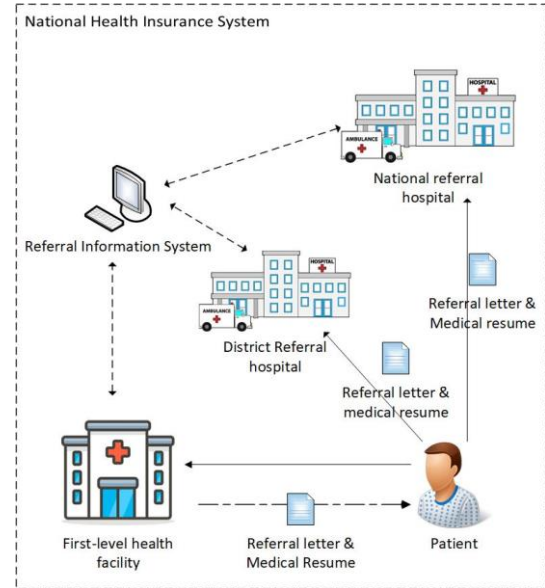 National Health Insurance System
HOSPITAL
AMBULANCE
National referral
hospital
Referral Information System
HOSPITAL
AMBULANCE
District Referral
hospital
Referral letter &
Medical resume
Referral letter &
medical resume
First-level health
facility
Referral letter &
Medical Resume
Patient